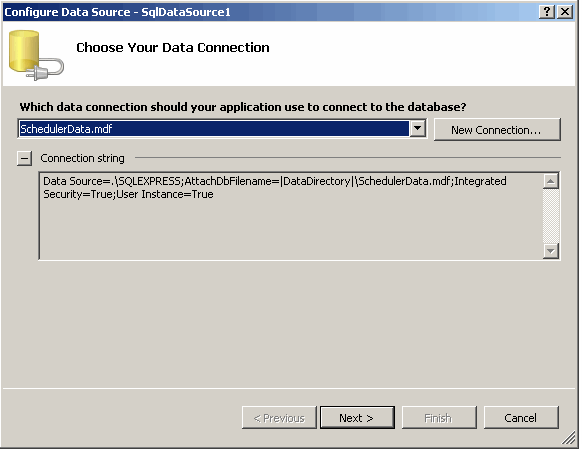 Configure Data Source - SqlDataSource1
Choose Your Data Connection
Which data connection should your application use to connect to the database?
SchedulerData.mdf
New Connection...
Connection string
Data Source=.\SQLEXPRESS;AttachDbFilename=|DataDirectory|\SchedulerData.mdf;Integrated
Security=True;User Instance=True
< Previous
Next >
Finish
Cancel